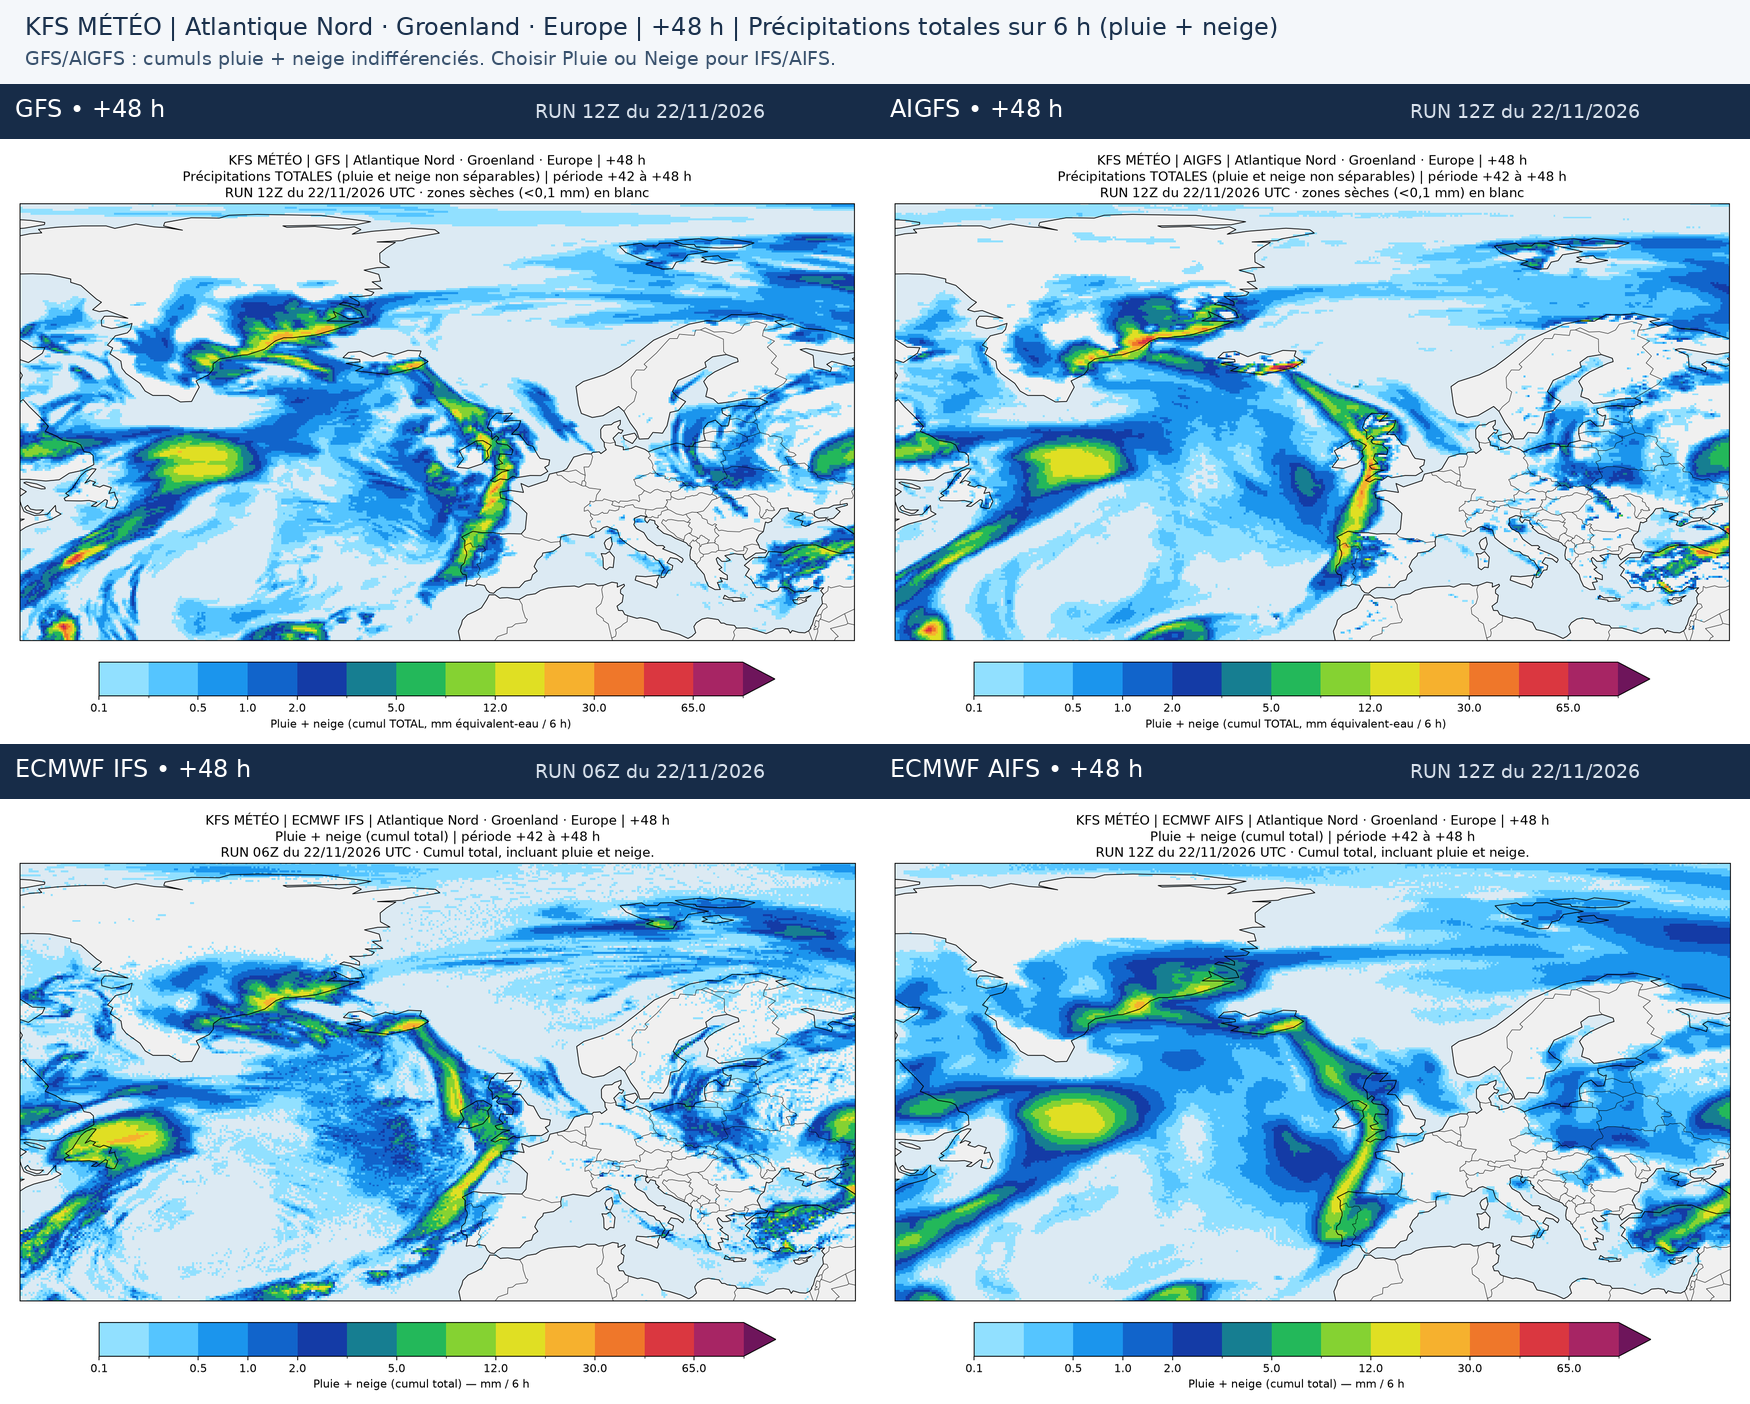 KFS MÉTÉO | Atlantique Nord · Groenland · Europe | +48 h | Précipitations totales sur 6 h (pluie + neige)
GFS/AIGFS : cumuls pluie + neige indifférenciés. Choisir Pluie ou Neige pour IFS/AIFS.
GFS • +48 h
RUN 12Z du 22/11/2026
AIGFS • +48 h
RUN 12Z du 22/11/2026
KFS MÉTÉO | GFS | Atlantique Nord · Groenland · Europe | +48 h
Précipitations TOTALES (pluie et neige non séparables) | période +42 à +48 h
RUN 12Z du 22/11/2026 UTC · zones sèches (<0,1 mm) en blanc
KFS MÉTÉO | AIGFS | Atlantique Nord · Groenland · Europe | +48 h
Précipitations TOTALES (pluie et neige non séparables) | période +42 à +48 h
RUN 12Z du 22/11/2026 UTC · zones sèches (<0,1 mm) en blanc
0.1 0.5 1.0 2.0 5.0 12.0 30.0 65.0
Pluie + neige (cumul TOTAL, mm équivalent-eau / 6 h)
0.1 0.5 1.0 2.0 5.0 12.0 30.0 65.0
Pluie + neige (cumul TOTAL, mm équivalent-eau / 6 h)
ECMWF IFS • +48 h
RUN 06Z du 22/11/2026
ECMWF AIFS • +48 h
RUN 12Z du 22/11/2026
KFS MÉTÉO | ECMWF IFS | Atlantique Nord · Groenland · Europe | +48 h
Pluie + neige (cumul total) | période +42 à +48 h
RUN 06Z du 22/11/2026 UTC · Cumul total, incluant pluie et neige.
KFS MÉTÉO | ECMWF AIFS | Atlantique Nord · Groenland · Europe | +48 h
Pluie + neige (cumul total) | période +42 à +48 h
RUN 12Z du 22/11/2026 UTC · Cumul total, incluant pluie et neige.
0.1 0.5 1.0 2.0 5.0 12.0 30.0 65.0
Pluie + neige (cumul total) — mm / 6 h
0.1 0.5 1.0 2.0 5.0 12.0 30.0 65.0
Pluie + neige (cumul total) — mm / 6 h